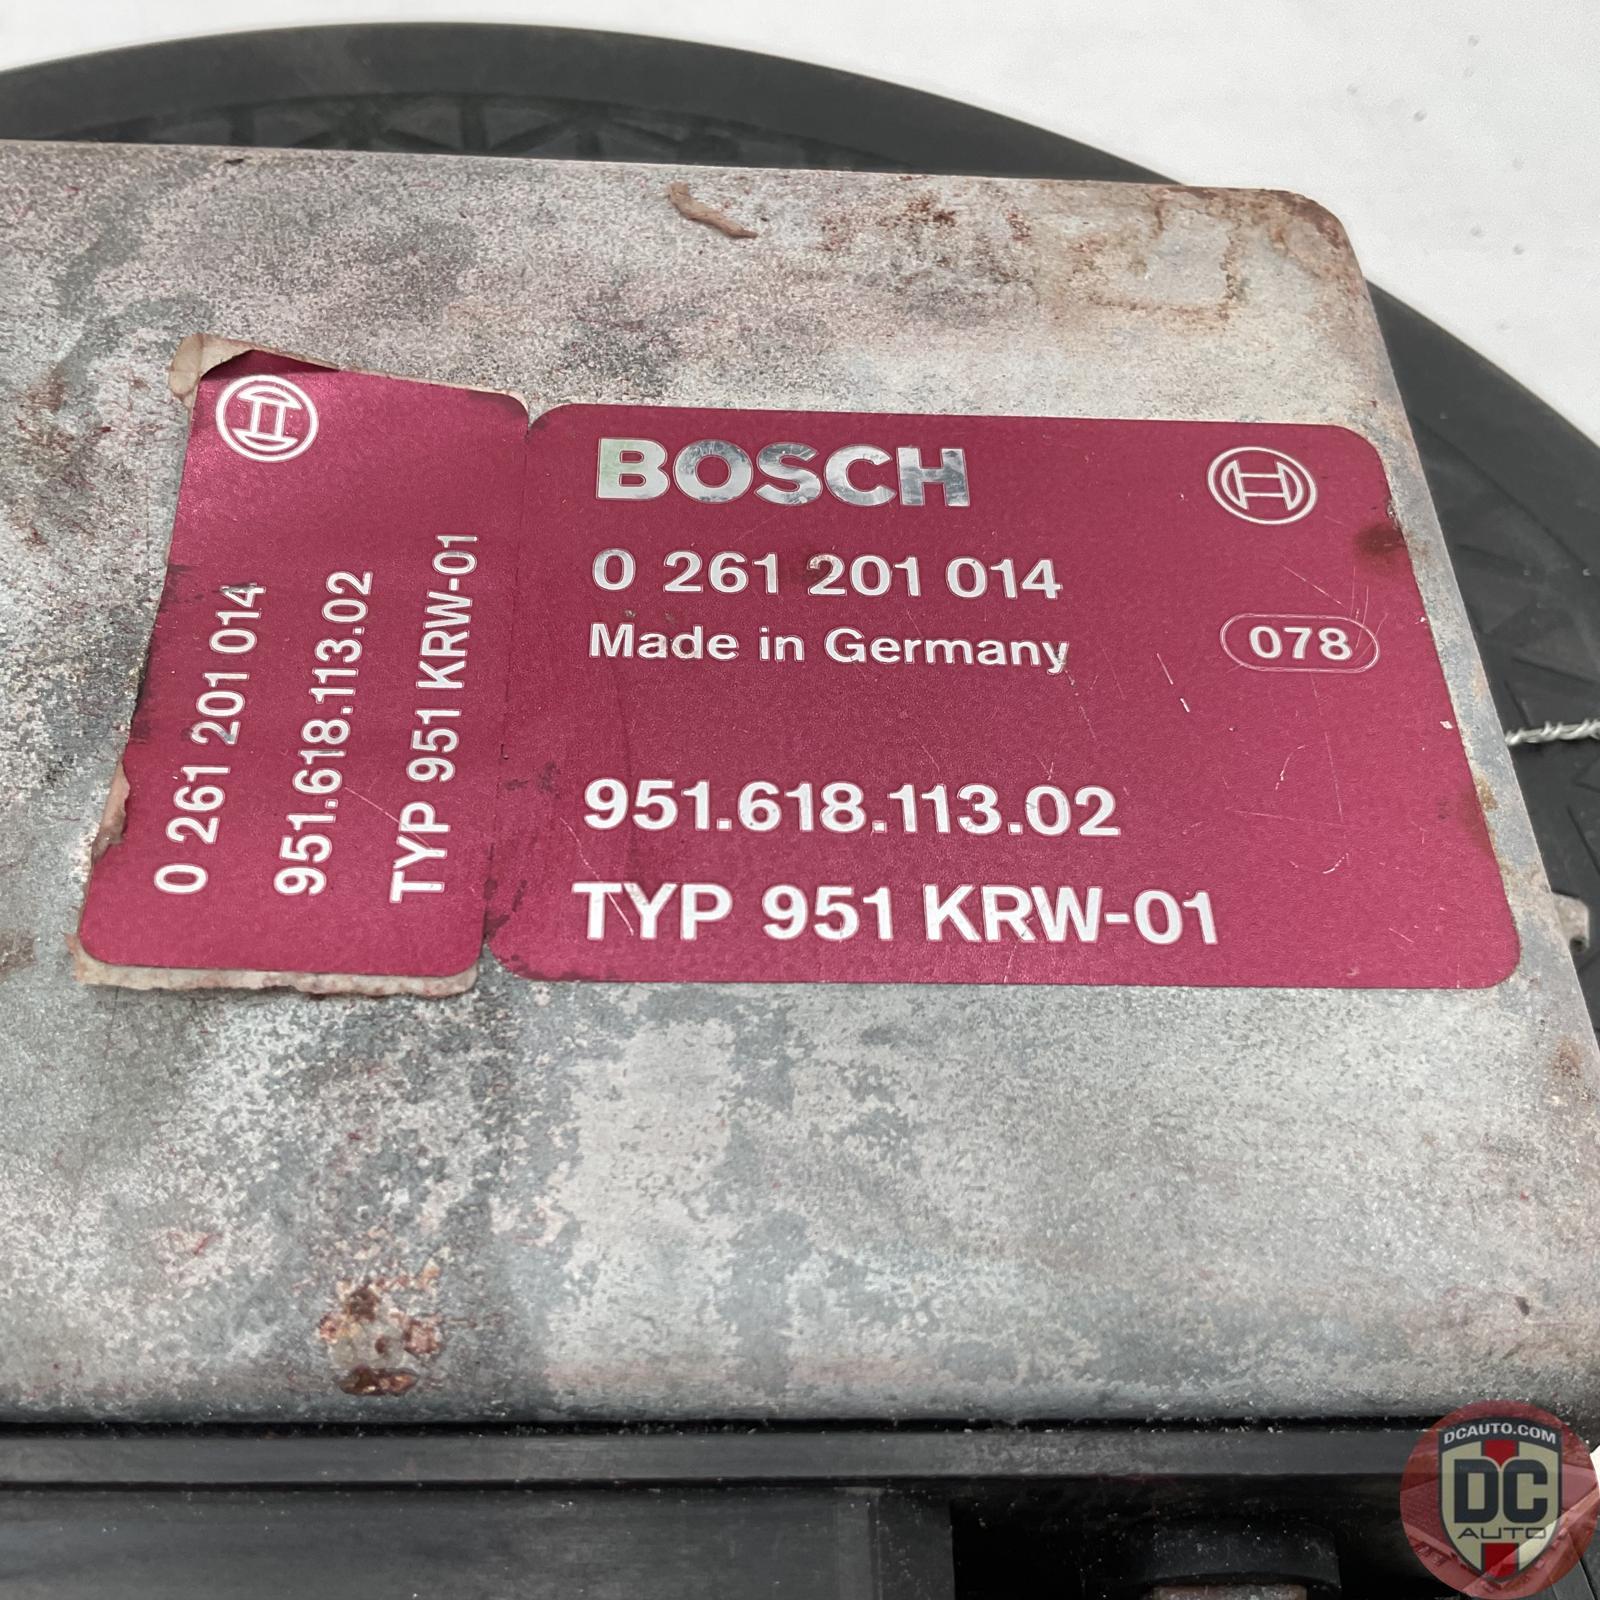 BOSCH
0 261 201 014
Made in Germany
078
951.618.113.02
TYP 951 KRW-01
0 261 201 014
951.618.113.02
TYP 951 KRW-01
DCAUTO.COM
DC
AUTO